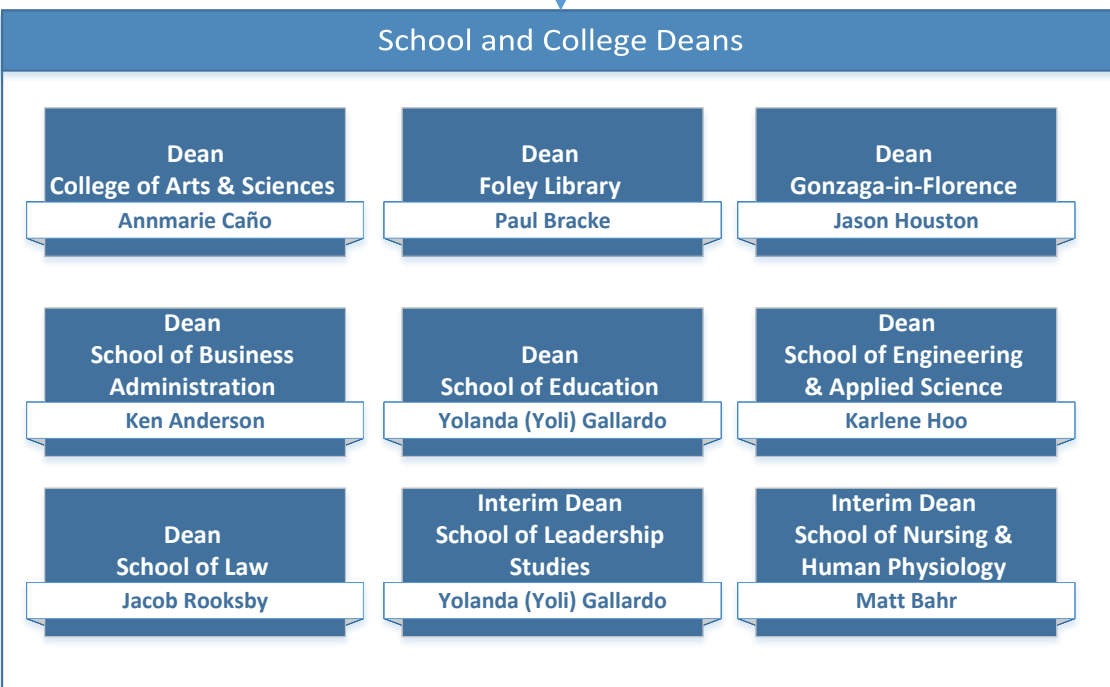 School and College Deans
Dean
College of Arts & Sciences
Annmarie Caño
Dean
Foley Library
Paul Bracke
Dean
Gonzaga-in-Florence
Jason Houston
Dean
School of Business
Administration
Ken Anderson
Dean
School of Education
Yolanda (Yoli) Gallardo
Dean
School of Engineering
& Applied Science
Karlene Hoo
Dean
School of Law
Jacob Rooksby
Interim Dean
School of Leadership
Studies
Yolanda (Yoli) Gallardo
Interim Dean
School of Nursing &
Human Physiology
Matt Bahr